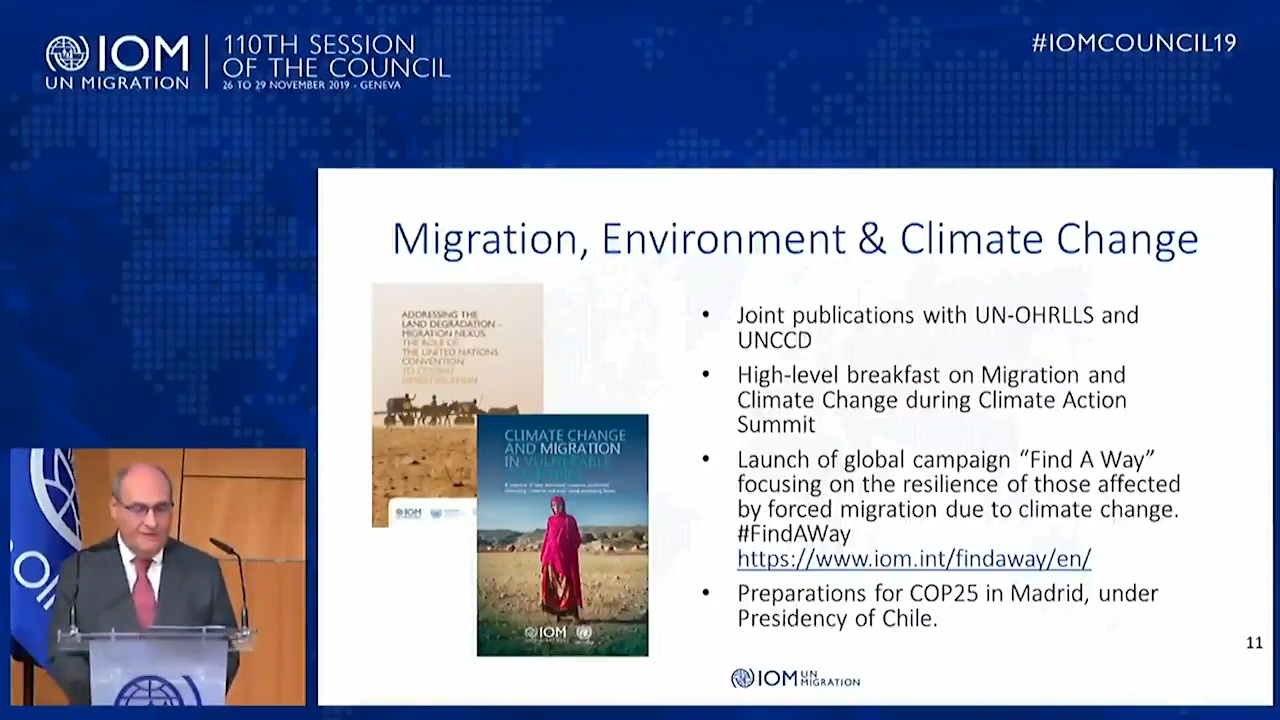 IOM
UN MIGRATION
110TH SESSION
OF THE COUNCIL
26 TO 29 NOVEMBER 2019 - GENEVA
#IOMCOUNCIL19
Migration, Environment & Climate Change
ADDRESSING THE
LAND DEGRADATION –
MIGRATION NEXUS
THE ROLE OF
THE UNITED NATIONS
CONVENTION
TO COMBAT
DESERTIFICATION
IOM
CLIMATE CHANGE
AND MIGRATION
IN VULNERABLE
IOM
• Joint publications with UN-OHRLLS and
UNCCD
• High-level breakfast on Migration and
Climate Change during Climate Action
Summit
• Launch of global campaign “Find A Way”
focusing on the resilience of those affected
by forced migration due to climate change.
#FindAWay
https://www.iom.int/findaway/en/
• Preparations for COP25 in Madrid, under
Presidency of Chile.
11
IOM UN
MIGRATION